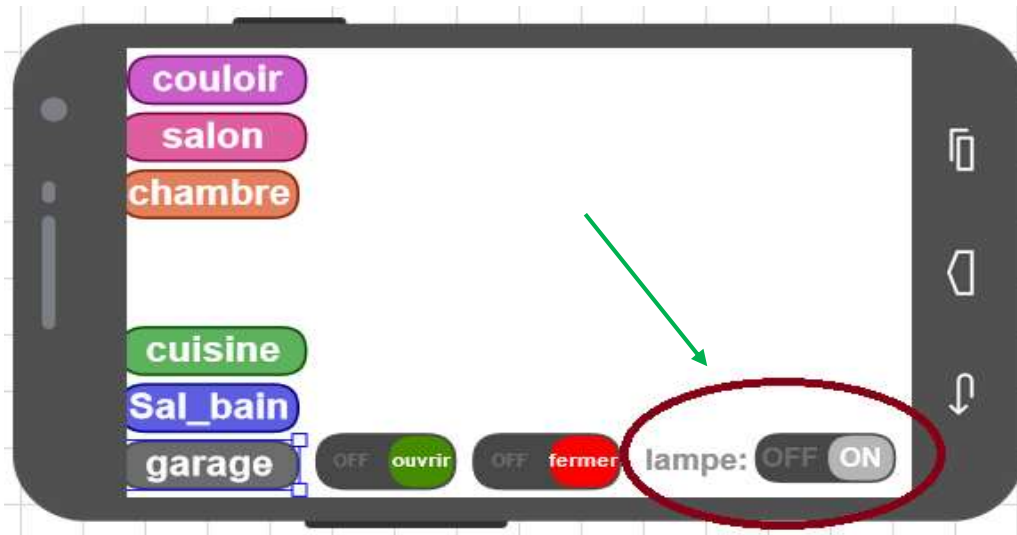 couloir
salon
chambre
cuisine
Sal_bain
garage OFF ouvrir OFF fermer lampe: OFF ON